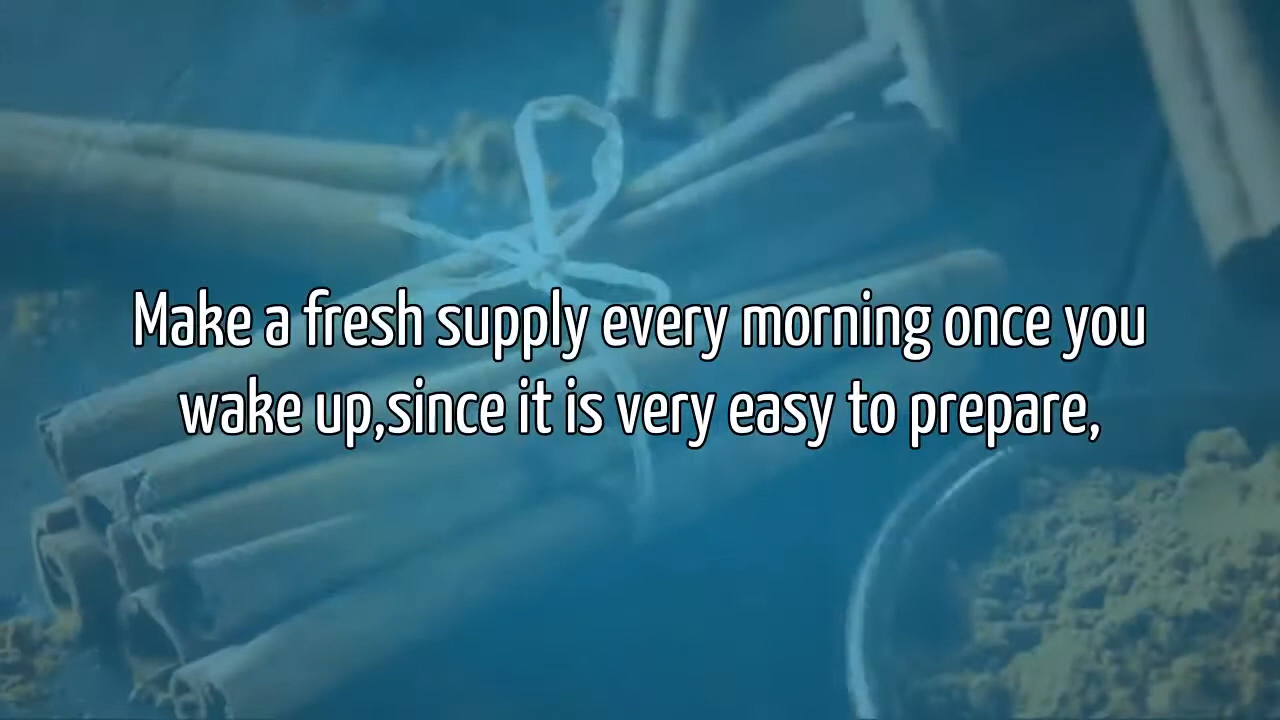 Make a fresh supply every morning once you
wake up,since it is very easy to prepare,